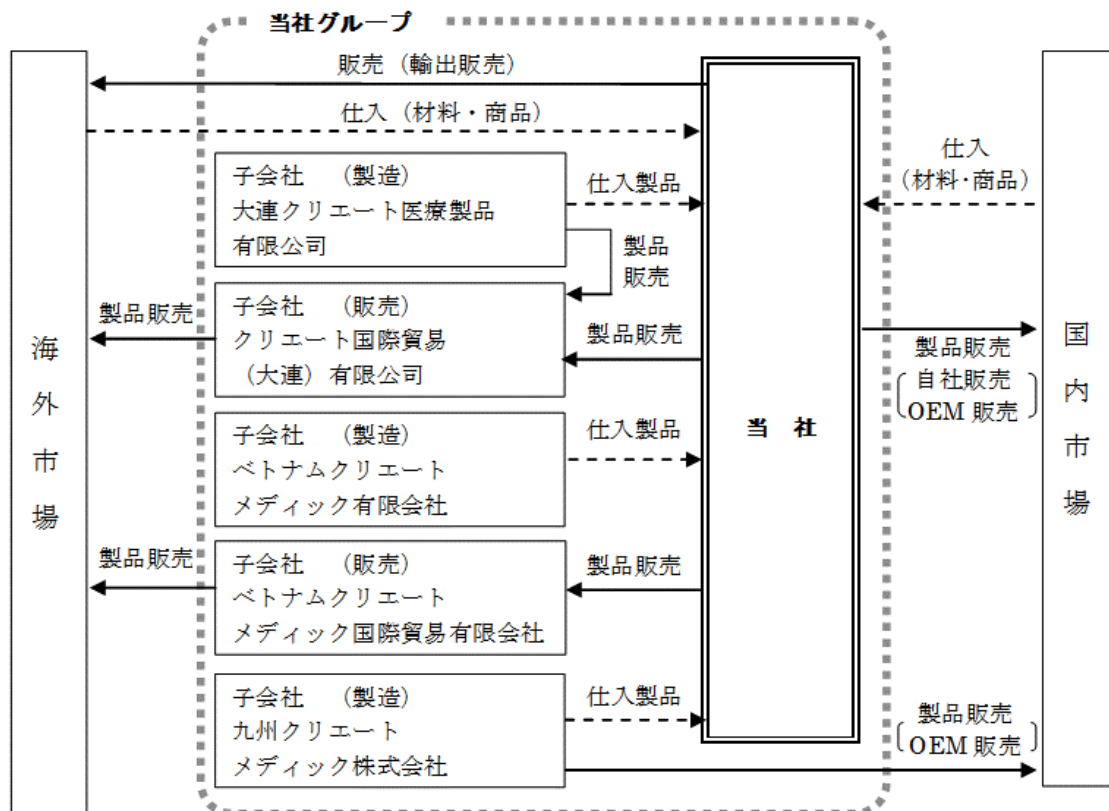 当社グループ
販売（輸出販売）
仕入（材料・商品）
子会社　（製造）
大連クリエート医療製品
有限公司
仕入製品
製品
販売
子会社　（販売）
クリエート国際貿易
（大連）有限公司
製品販売
製品販売
子会社　（製造）
ベトナムクリエート
メディック有限会社
仕入製品
子会社　（販売）
ベトナムクリエート
メディック国際貿易有限会社
製品販売
製品販売
子会社　（製造）
九州クリエート
メディック株式会社
仕入製品
海外市場
当　社
仕入
（材料・商品）
製品販売
自社販売
OEM 販売
製品販売
OEM 販売
国内市場